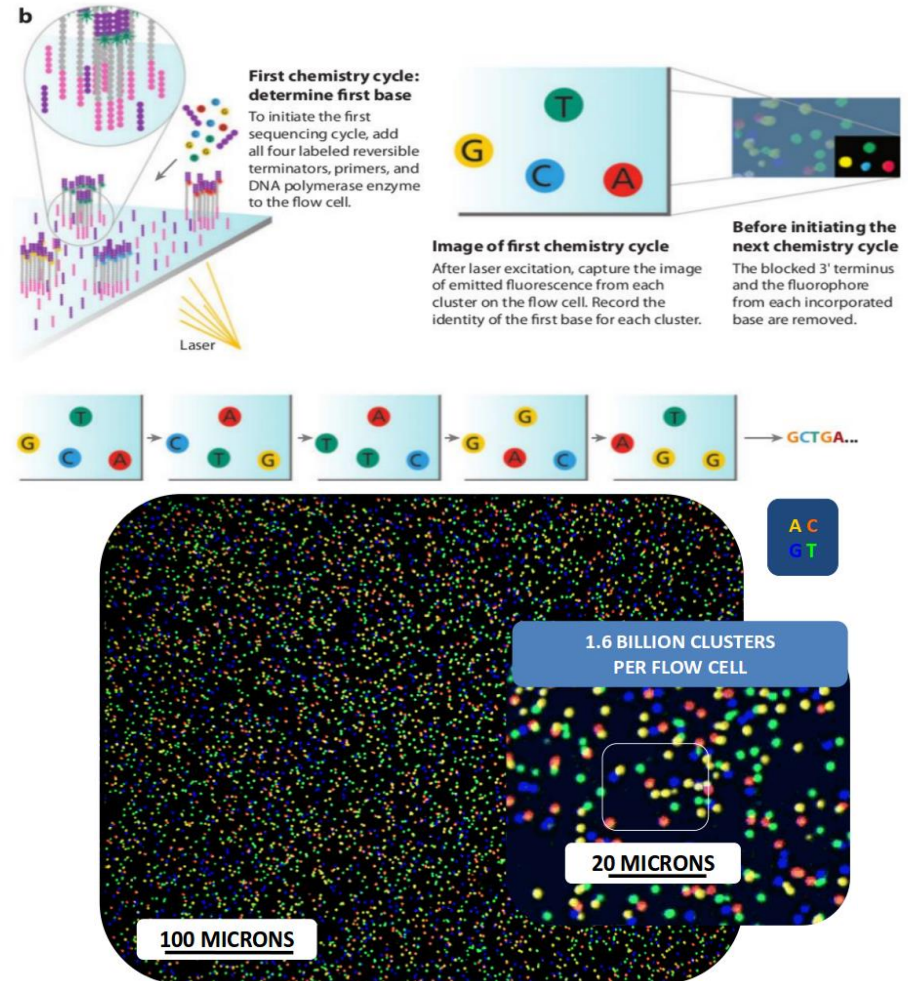 b
First chemistry cycle:
determine first base
To initiate the first
sequencing cycle, add
all four labeled reversible
terminators, primers, and
DNA polymerase enzyme
to the flow cell.
Laser
T
G
C
A
Image of first chemistry cycle
After laser excitation, capture the image
of emitted fluorescence from each
cluster on the flow cell. Record the
identity of the first base for each cluster.
Before initiating the
next chemistry cycle
The blocked 3' terminus
and the fluorophore
from each incorporated
base are removed.
T
G
C
A
A
C
T
G
A
T
T
C
G
G
A
C
T
A
G
G
GCTGA...
A C
G T
1.6 BILLION CLUSTERS
PER FLOW CELL
20 MICRONS
100 MICRONS